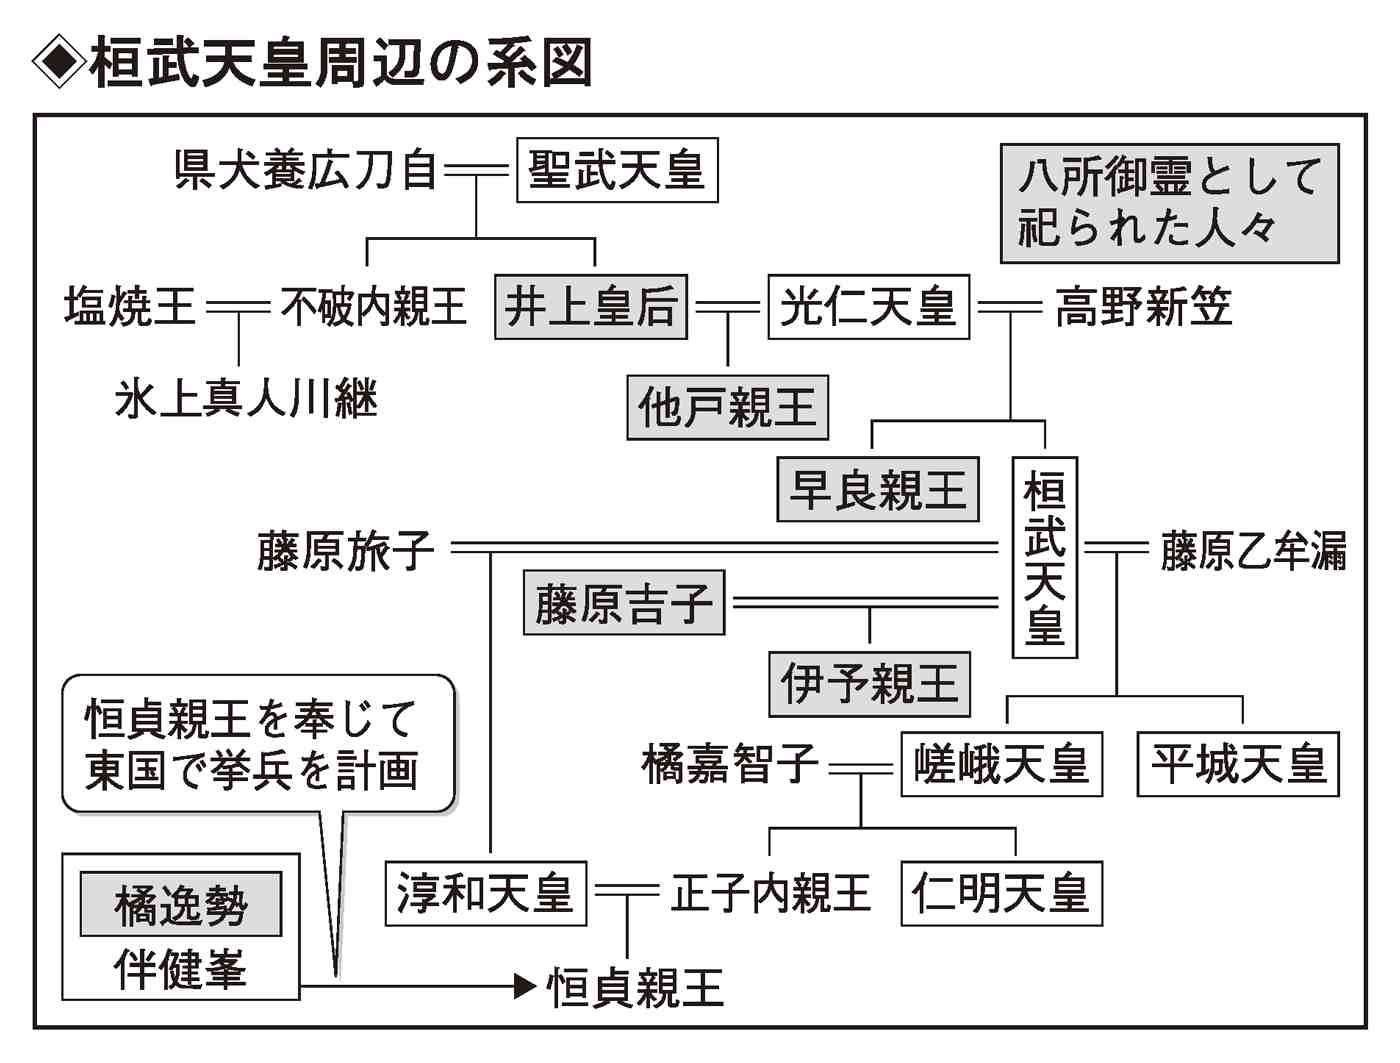 ◈桓武天皇周辺の系図
県犬養広刀自
聖武天皇
八所御霊として
祀られた人々
塩焼王
不破内親王
井上皇后
光仁天皇
高野新笠
氷上真人川継
他戸親王
早良親王
桓武天皇
藤原旅子
藤原乙牟漏
藤原吉子
伊予親王
恒貞親王を奉じて
東国で挙兵を計画
橘嘉智子
嵯峨天皇
平城天皇
橘逸勢
伴健峯
淳和天皇
正子内親王
仁明天皇
恒貞親王